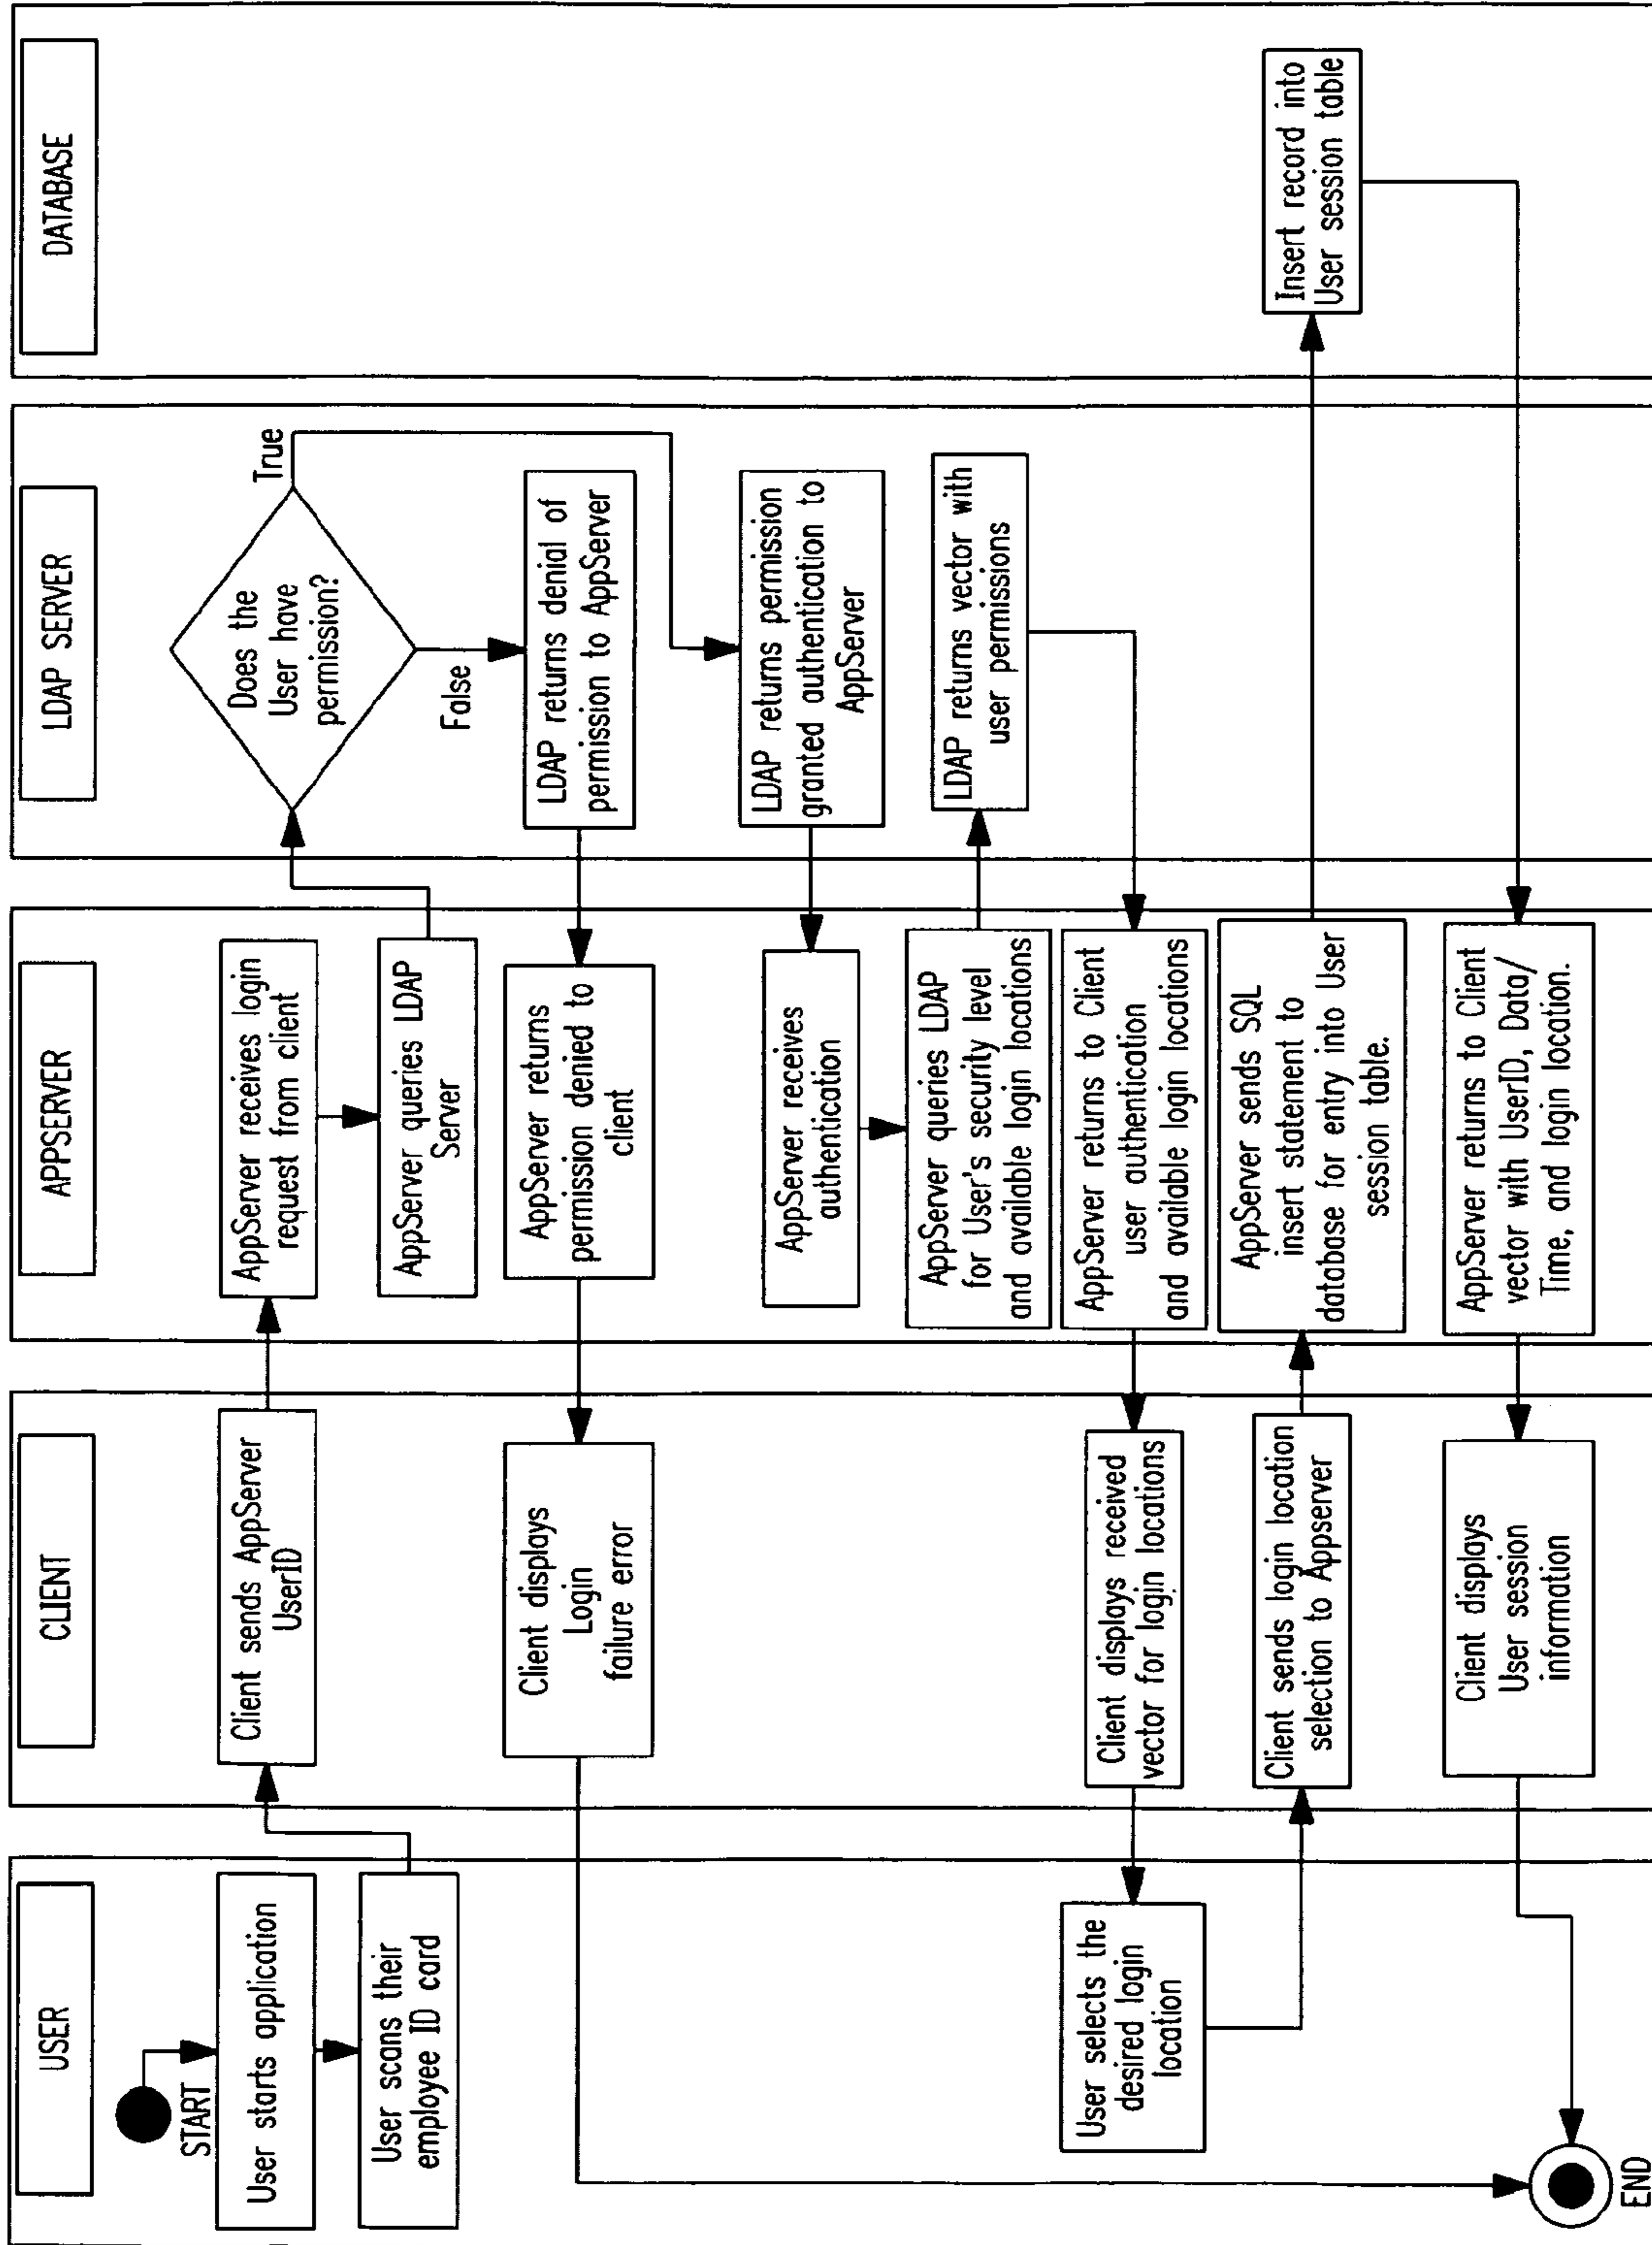 USER
CLIENT
APPSERVER
LDAP SERVER
DATABASE
START
User starts application
User scans their
employee ID card
Client sends AppServer
UserID
AppServer receives login
request from client
AppServer queries LDAP
Server
Does the
User have
permission?
True
False
LDAP returns denial of
permission to AppServer
AppServer returns
permission denied to
client
Client displays
Login
failure error
LDAP returns permission
granted authentication to
AppServer
AppServer receives
authentication
AppServer queries LDAP
for User's security level
and available login locations
LDAP returns vector with
user permissions
AppServer returns to Client
user authentication
and available login locations
Client displays received
vector for login locations
User selects the
desired login
location
Client sends login location
selection to Appserver
AppServer sends SQL
insert statement to
database for entry into User
session table.
Insert record into
User session table
AppServer returns to Client
vector with UserID, Data/
Time, and login location.
Client displays
User session
information
END